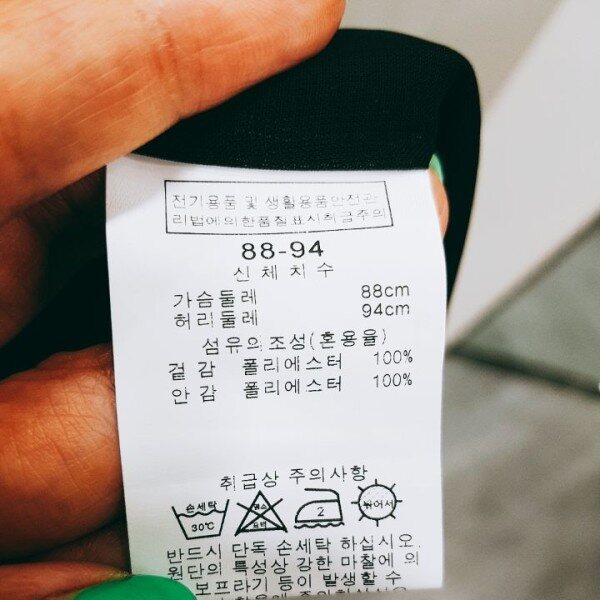 전기용품 및 생활용품안전관
리법에의한품질표시취급주의
88-94
신체치수
가슴둘레 88cm
허리둘레 94cm
섬유의조성(혼용율)
겉감 폴리에스터 100%
안감 폴리에스터 100%
취급상 주의사항
손세탁 30℃
염소 표백
2
뉘어서
반드시 단독 손세탁 하십시오.
원단의 특성상 강한 마찰에 의
보프라기 등이 발생할 수